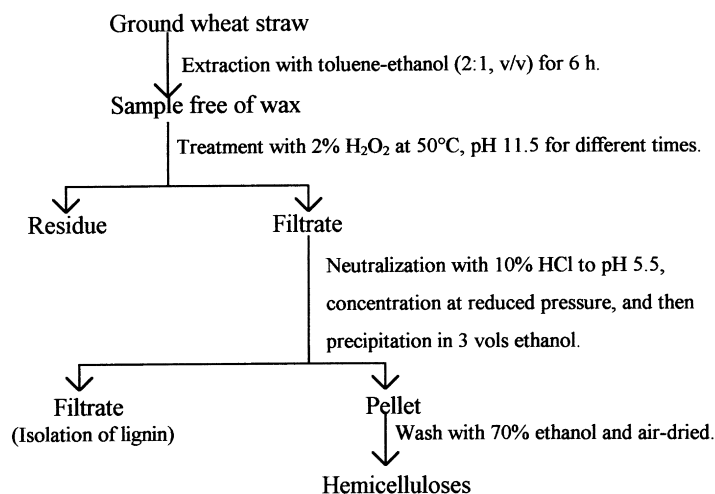 Ground wheat straw
Extraction with toluene-ethanol (2:1, v/v) for 6 h.
Sample free of wax
Treatment with 2% H₂O₂ at 50°C, pH 11.5 for different times.
Residue
Filtrate
Neutralization with 10% HCl to pH 5.5,
concentration at reduced pressure, and then
precipitation in 3 vols ethanol.
Filtrate
(Isolation of lignin)
Pellet
Wash with 70% ethanol and air-dried.
Hemicelluloses